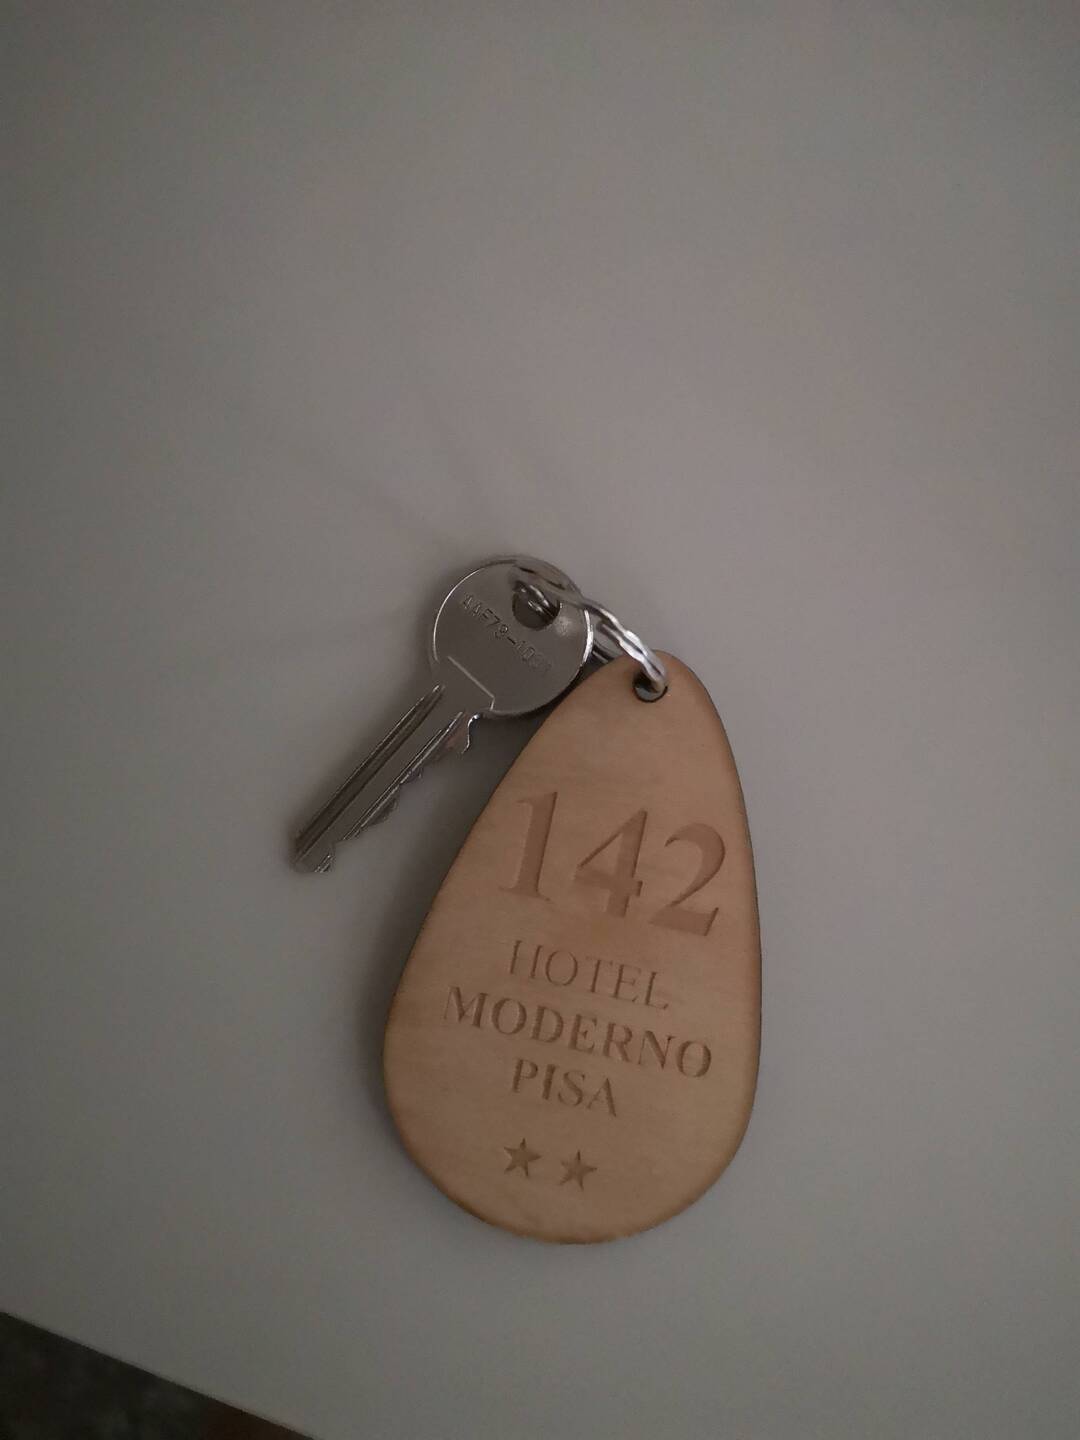 142
HOTEL
MODERNO
PISA